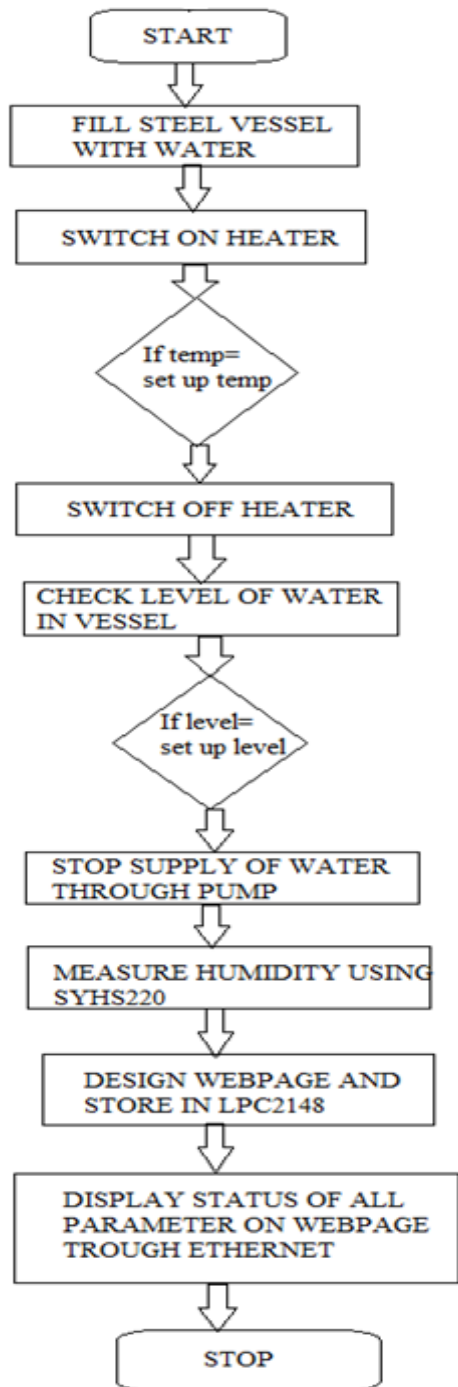 START
FILL STEEL VESSEL
WITH WATER
SWITCH ON HEATER
If temp=
set up temp
SWITCH OFF HEATER
CHECK LEVEL OF WATER
IN VESSEL
If level=
set up level
STOP SUPPLY OF WATER
THROUGH PUMP
MEASURE HUMIDITY USING
SYHS220
DESIGN WEBPAGE AND
STORE IN LPC2148
DISPLAY STATUS OF ALL
PARAMETER ON WEBPAGE
TROUGH ETHERNET
STOP